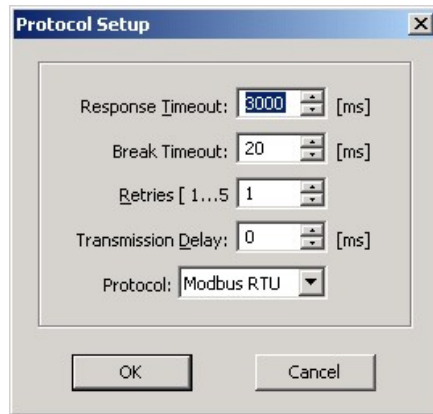 Protocol Setup
Response Timeout: 3000 [ms]
Break Timeout: 20 [ms]
Retries [ 1...5 1
Transmission Delay: 0 [ms]
Protocol: Modbus RTU
OK Cancel